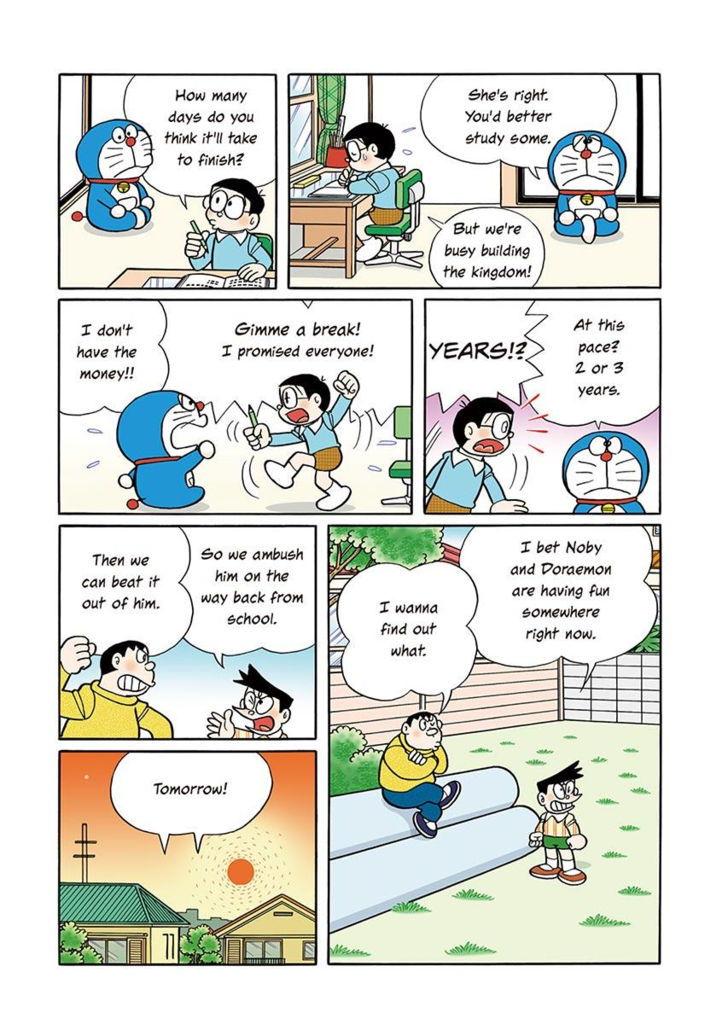 She's right.
You'd better
study some.
But we're
busy building
the kingdom!
How many
days do you
think it'll take
to finish?
At this
pace?
2 or 3
years.
YEARS!?
Gimme a break!
I promised everyone!
I don't
have the
money!!
I bet Noby
and Doraemon
are having fun
somewhere
right now.
I wanna
find out
what.
So we ambush
him on the
way back from
school.
Then we
can beat it
out of him.
Tomorrow!